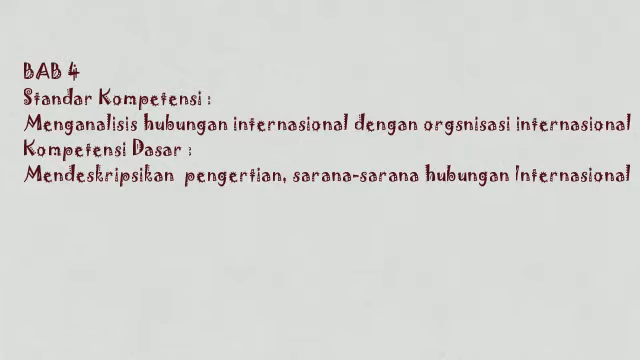 BAB 4
Standar Kompetensi :
Menganalisis hubungan internasional dengan orgsnisasi internasional
Kompetensi Dasar :
Mendeskripsikan pengertian, sarana-sarana hubungan Internasional